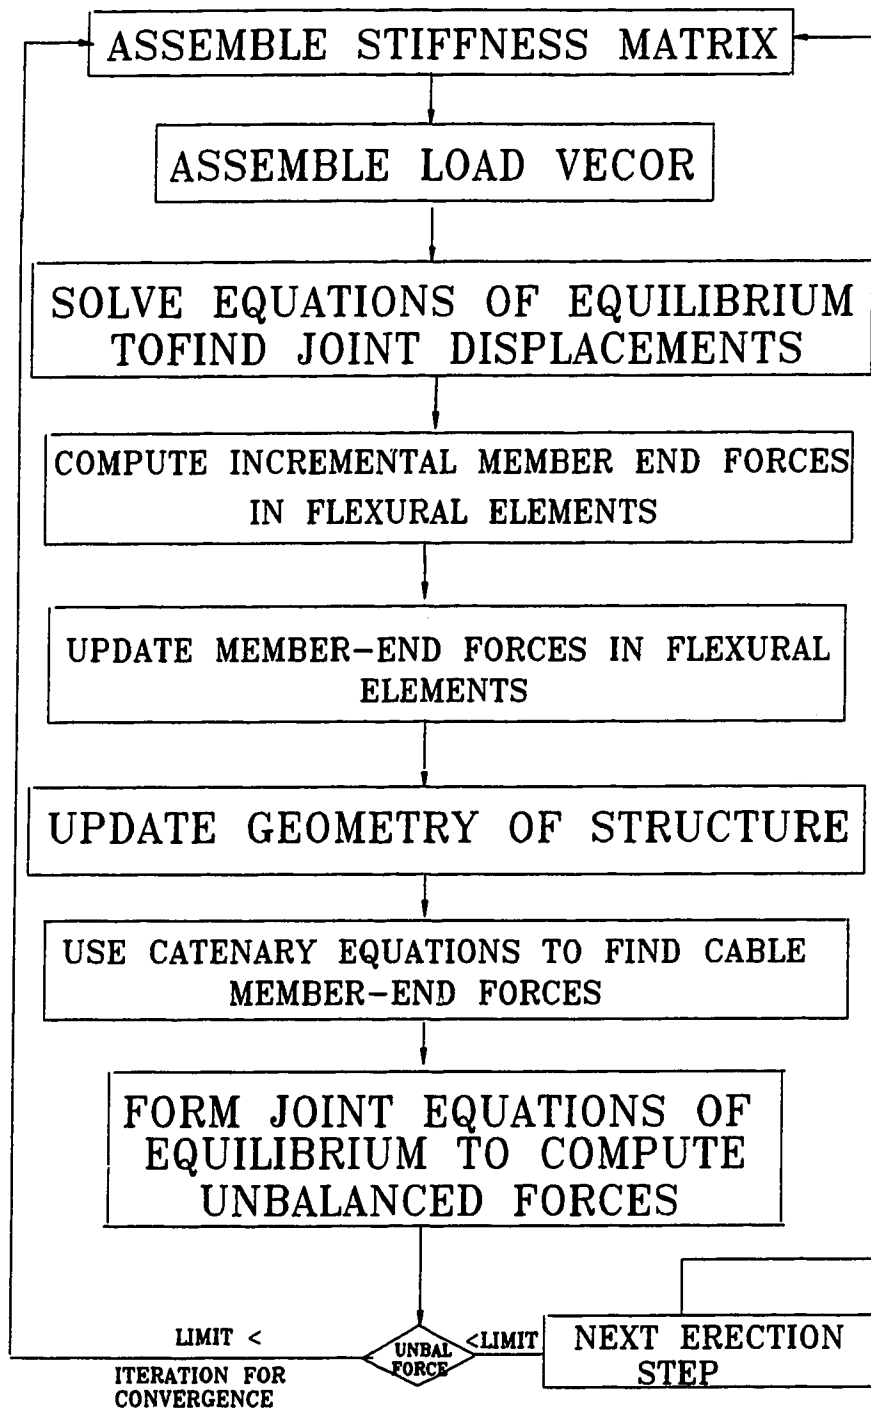 ASSEMBLE STIFFNESS MATRIX
ASSEMBLE LOAD VECOR
SOLVE EQUATIONS OF EQUILIBRIUM
TOFIND JOINT DISPLACEMENTS
COMPUTE INCREMENTAL MEMBER END FORCES
IN FLEXURAL ELEMENTS
UPDATE MEMBER-END FORCES IN FLEXURAL
ELEMENTS
UPDATE GEOMETRY OF STRUCTURE
USE CATENARY EQUATIONS TO FIND CABLE
MEMBER-END FORCES
FORM JOINT EQUATIONS OF
EQUILIBRIUM TO COMPUTE
UNBALANCED FORCES
LIMIT <
ITERATION FOR
CONVERGENCE
UNBAL
FORCE
<LIMIT
NEXT ERECTION
STEP